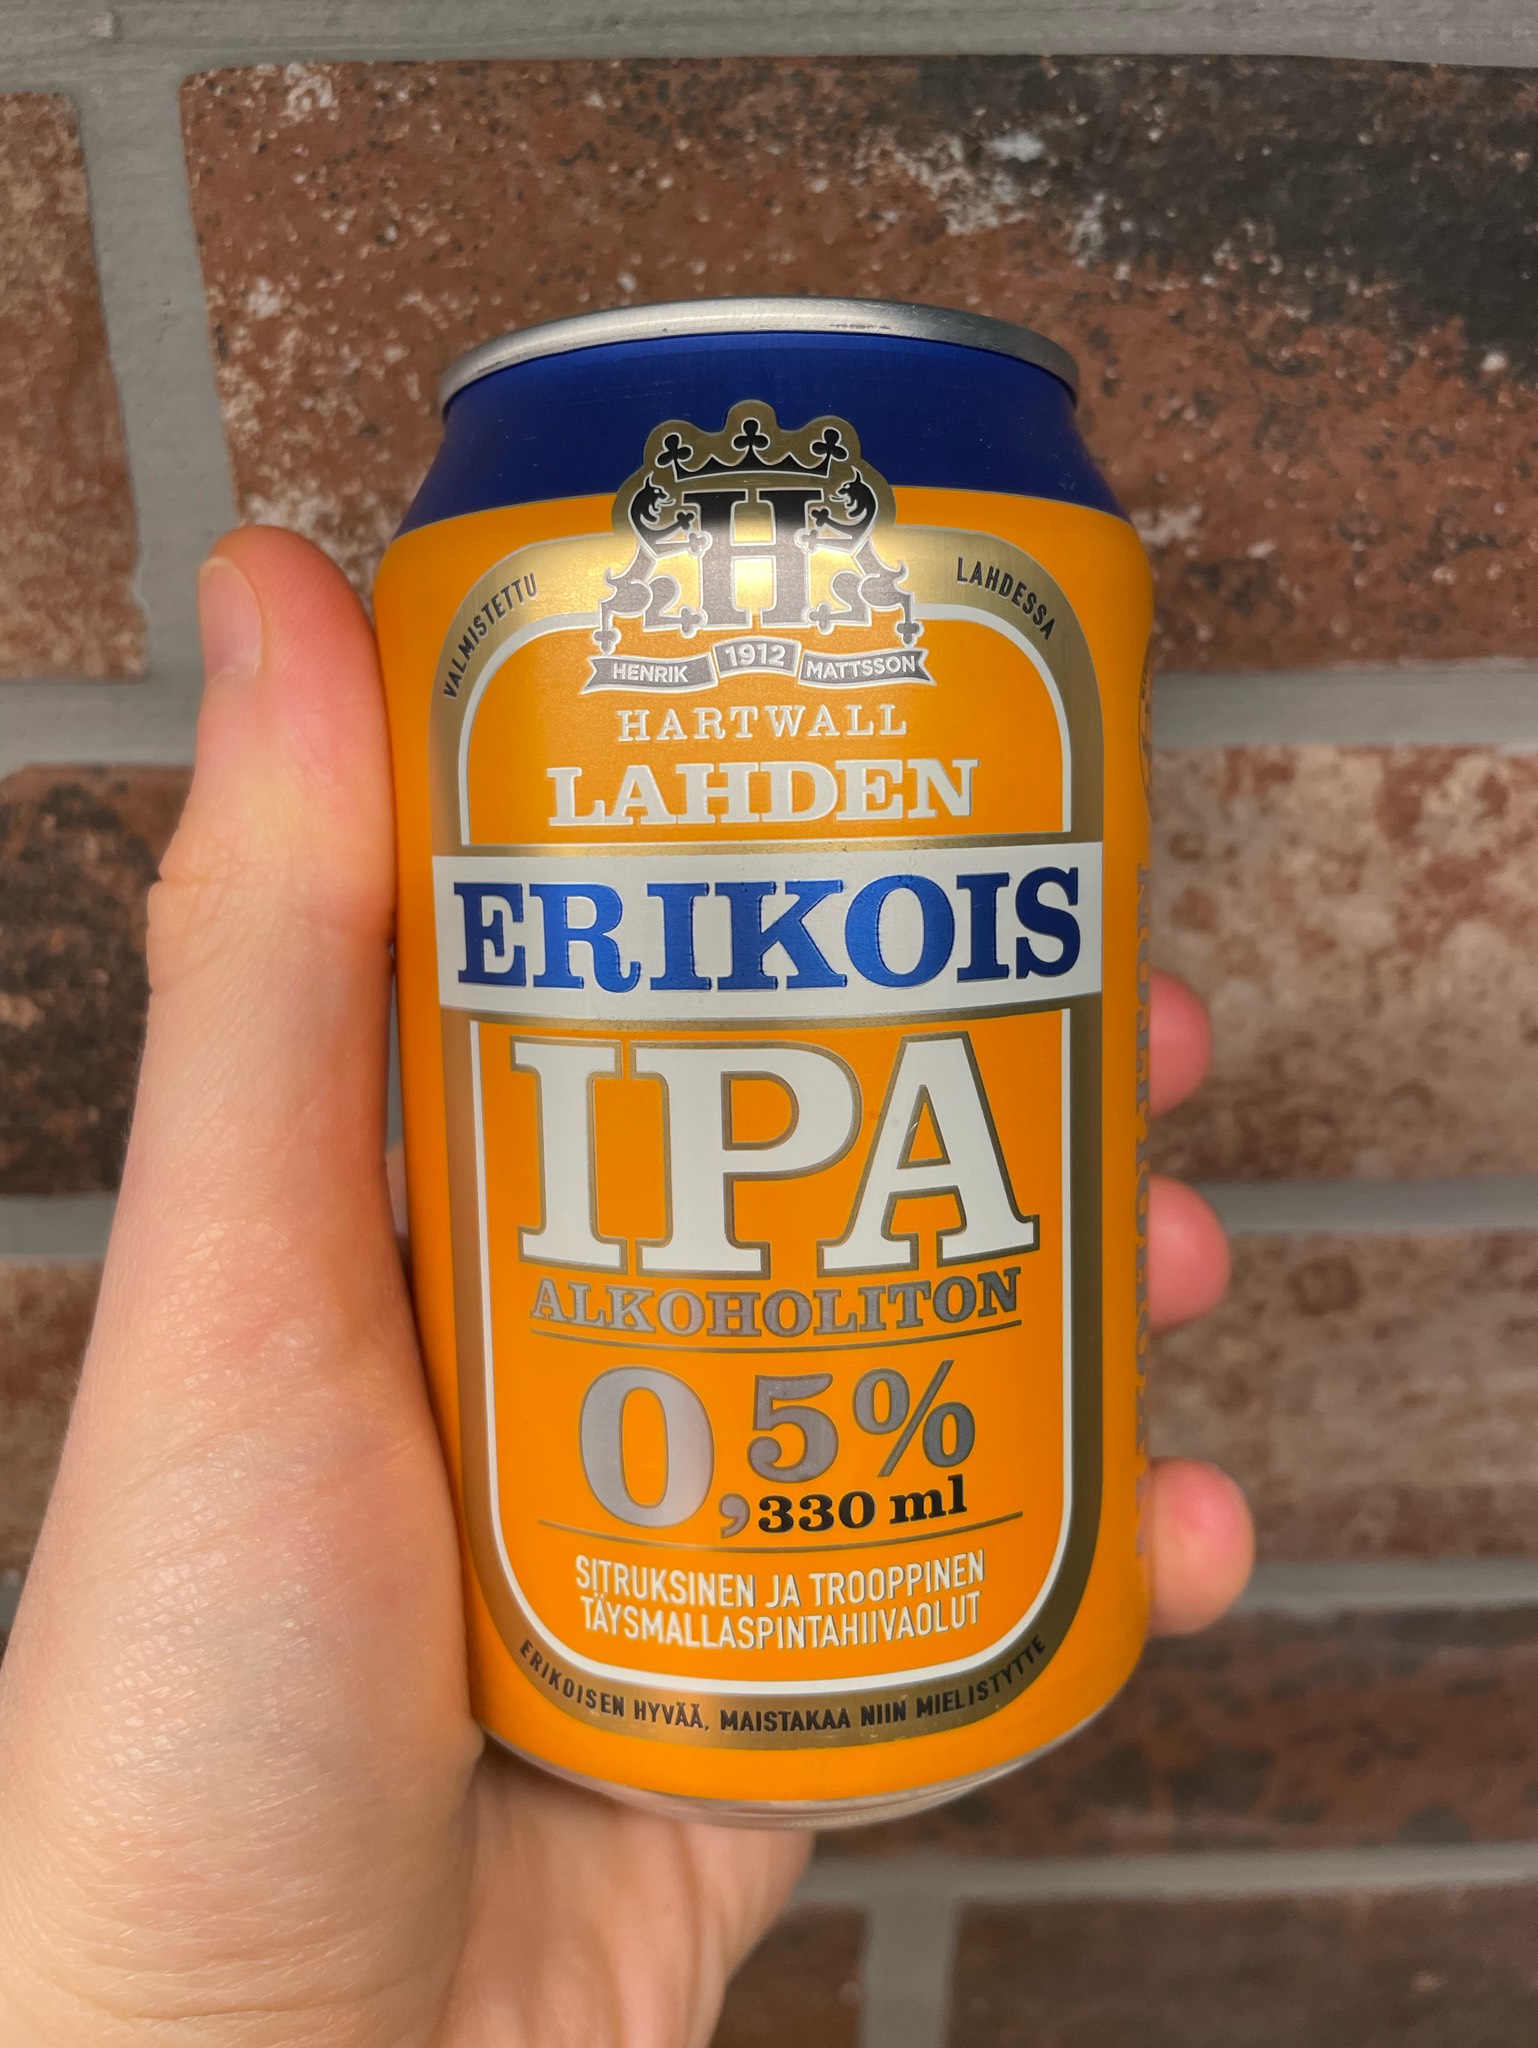 H
HENRIK 1912 MATTSSON
VALMISTETTU LAHDESSA
HARTWALL
LAHDEN
ERIKOIS
IPA
ALKOHOLITON
0,5%
330 ml
SITRUKSINEN JA TROOPPINEN
TÄYSMALLASPINTAHIIVAOLUT
ERIKOISEN HYVÄÄ, MAISTAKAA NIIN MIELISTYTTE